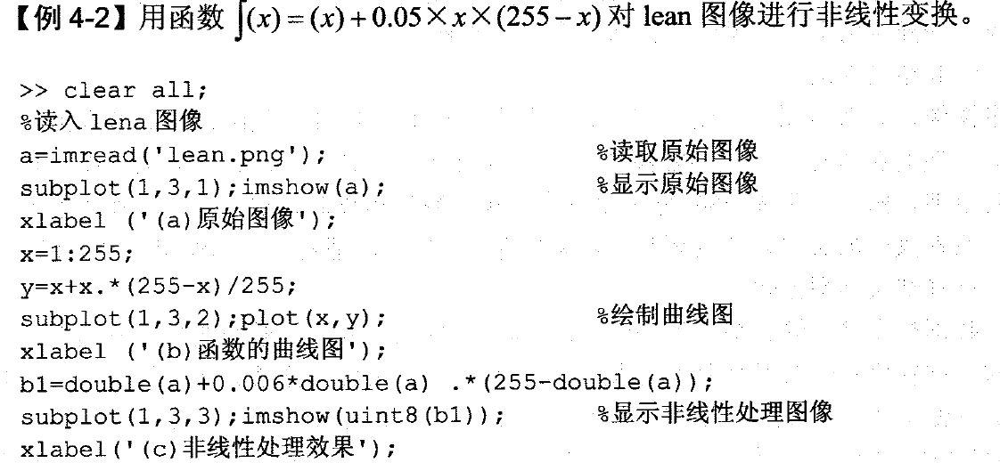 【例 4-2】用函数 ∫(x) = (x) + 0.05 × x × (255 − x) 对 lean 图像进行非线性变换。
>> clear all;
%读入 lena 图像
a=imread('lean.png'); %读取原始图像
subplot(1,3,1);imshow(a); %显示原始图像
xlabel ('(a)原始图像');
x=1:255;
y=x+x.*(255-x)/255;
subplot(1,3,2);plot(x,y); %绘制曲线图
xlabel ('(b)函数的曲线图');
b1=double(a)+0.006*double(a) .*(255-double(a));
subplot(1,3,3);imshow(uint8(b1)); %显示非线性处理图像
xlabel('(c)非线性处理效果');